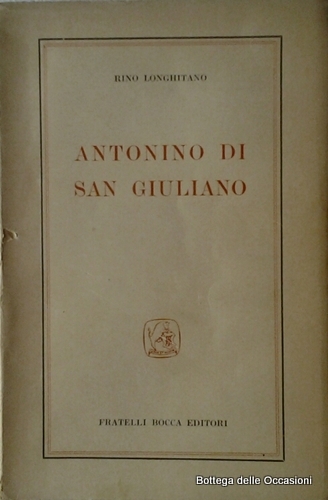 RINO LONGHITANO
ANTONINO DI
SAN GIULIANO
FRATELLI BOCCA EDITORI
Bottega delle Occasioni